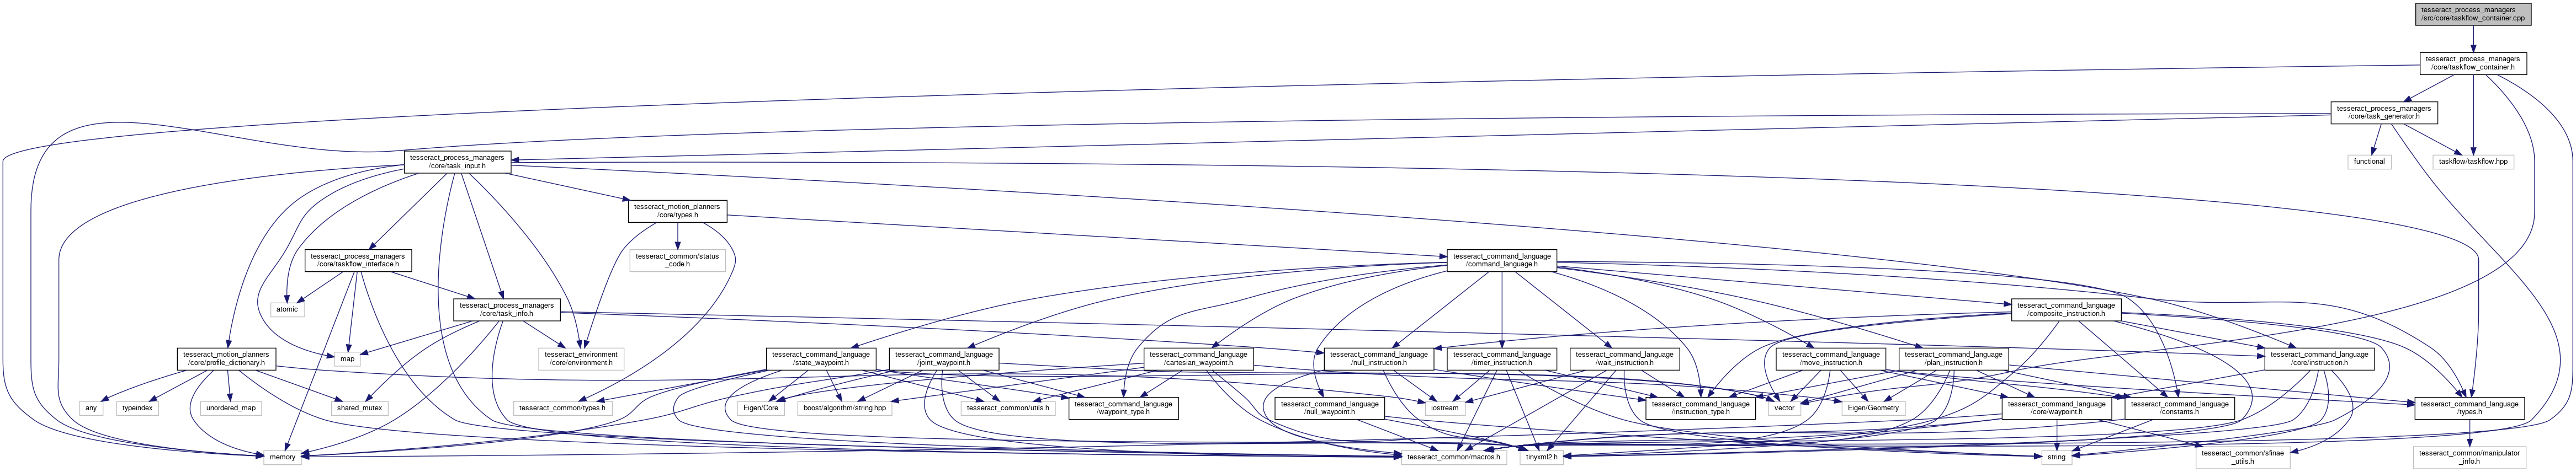 tesseract_process_managers
/src/core/taskflow_container.cpp
tesseract_process_managers
/core/taskflow_container.h
tesseract_process_managers
/core/task_generator.h
tesseract_process_managers
/core/task_input.h
functional
taskflow/taskflow.hpp
tesseract_motion_planners
/core/types.h
tesseract_process_managers
/core/taskflow_interface.h
tesseract_common/status
_code.h
tesseract_command_language
/command_language.h
atomic
tesseract_process_managers
/core/task_info.h
tesseract_command_language
/composite_instruction.h
map
tesseract_environment
/core/environment.h
tesseract_motion_planners
/core/profile_dictionary.h
tesseract_command_language
/state_waypoint.h
tesseract_command_language
/joint_waypoint.h
tesseract_command_language
/cartesian_waypoint.h
tesseract_command_language
/null_instruction.h
tesseract_command_language
/timer_instruction.h
tesseract_command_language
/wait_instruction.h
tesseract_command_language
/move_instruction.h
tesseract_command_language
/plan_instruction.h
tesseract_command_language
/core/instruction.h
any
typeindex
unordered_map
shared_mutex
tesseract_common/types.h
Eigen/Core
boost/algorithm/string.hpp
tesseract_common/utils.h
tesseract_command_language
/waypoint_type.h
tesseract_command_language
/null_waypoint.h
iostream
tesseract_command_language
/instruction_type.h
vector
Eigen/Geometry
tesseract_command_language
/core/waypoint.h
tesseract_command_language
/constants.h
tesseract_command_language
/types.h
memory
tesseract_common/macros.h
tinyxml2.h
string
tesseract_common/sfinae
_utils.h
tesseract_common/manipulator
_info.h